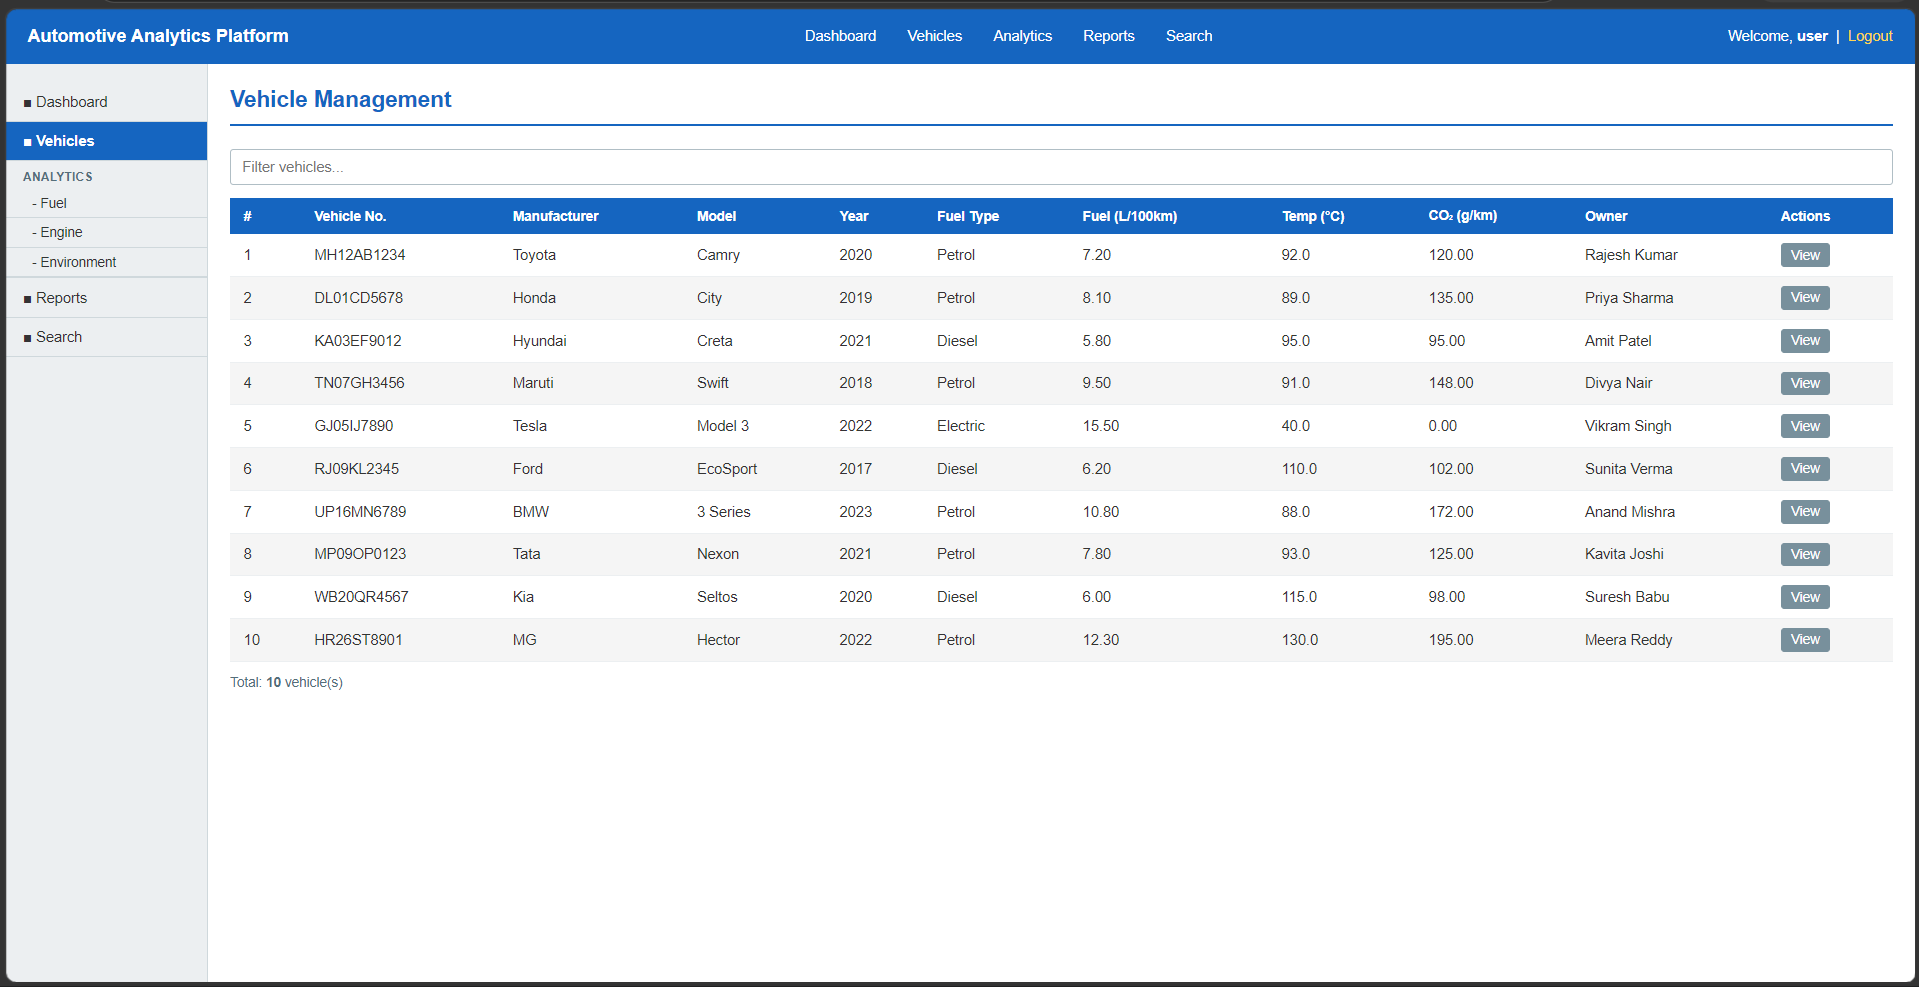 Automotive Analytics Platform Dashboard Vehicles Analytics Reports Search Welcome, user | Logout
■ Dashboard
■ Vehicles
ANALYTICS
- Fuel
- Engine
- Environment
■ Reports
■ Search
Vehicle Management
Filter vehicles...
# Vehicle No. Manufacturer Model Year Fuel Type Fuel (L/100km) Temp (°C) CO₂ (g/km) Owner Actions
1 MH12AB1234 Toyota Camry 2020 Petrol 7.20 92.0 120.00 Rajesh Kumar View
2 DL01CD5678 Honda City 2019 Petrol 8.10 89.0 135.00 Priya Sharma View
3 KA03EF9012 Hyundai Creta 2021 Diesel 5.80 95.0 95.00 Amit Patel View
4 TN07GH3456 Maruti Swift 2018 Petrol 9.50 91.0 148.00 Divya Nair View
5 GJ05IJ7890 Tesla Model 3 2022 Electric 15.50 40.0 0.00 Vikram Singh View
6 RJ09KL2345 Ford EcoSport 2017 Diesel 6.20 110.0 102.00 Sunita Verma View
7 UP16MN6789 BMW 3 Series 2023 Petrol 10.80 88.0 172.00 Anand Mishra View
8 MP09OP0123 Tata Nexon 2021 Petrol 7.80 93.0 125.00 Kavita Joshi View
9 WB20QR4567 Kia Seltos 2020 Diesel 6.00 115.0 98.00 Suresh Babu View
10 HR26ST8901 MG Hector 2022 Petrol 12.30 130.0 195.00 Meera Reddy View
Total: 10 vehicle(s)